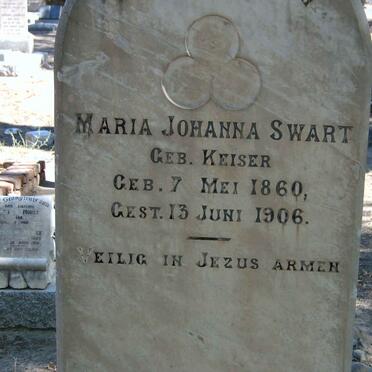 MARIA JOHANNA SWART
GEB. KEISER
GEB. 7 MEI 1860,
GEST. 13 JUNI 1906.
VEILIG IN JEZUS ARMEN